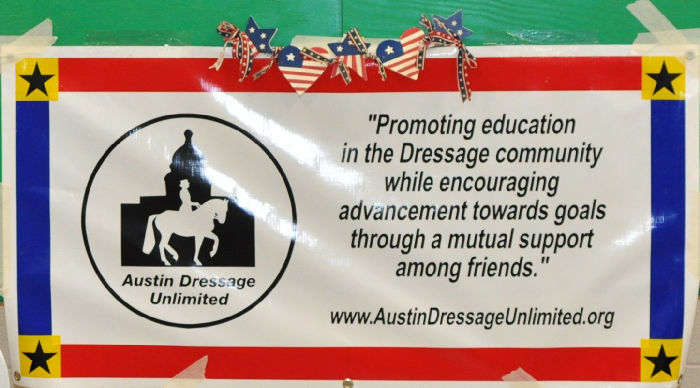 Austin Dressage
Unlimited
"Promoting education
in the Dressage community
while encouraging
advancement towards goals
through a mutual support
among friends."
www.AustinDressageUnlimited.org